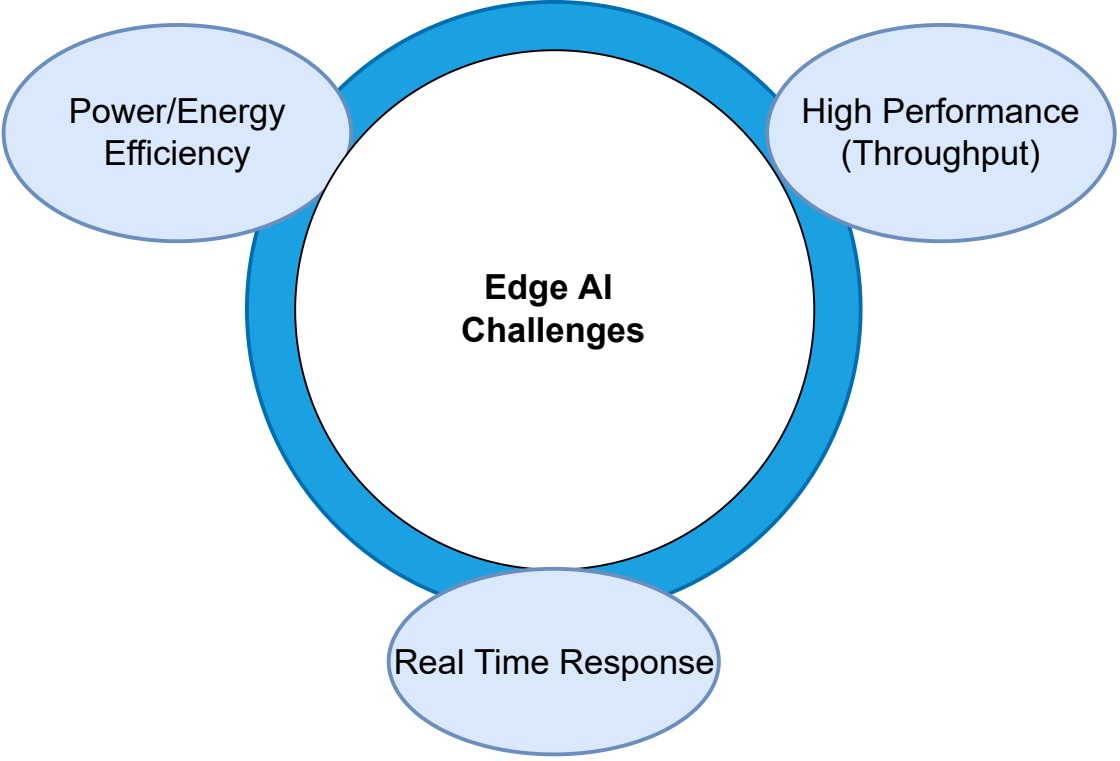 Power/Energy
Efficiency
High Performance
(Throughput)
Edge AI
Challenges
Real Time Response